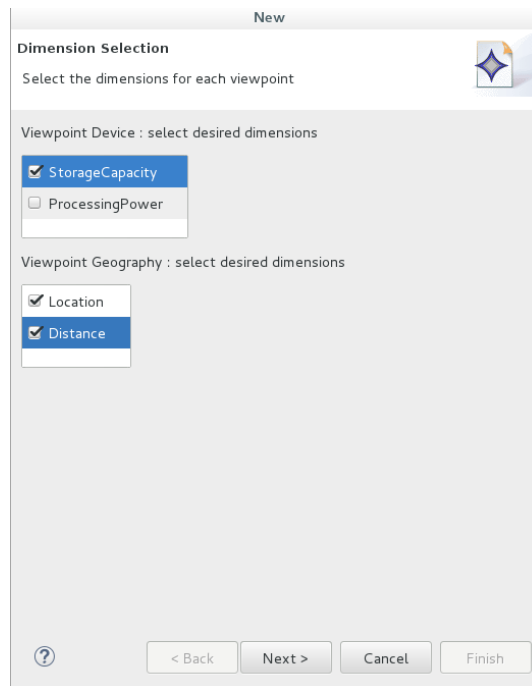 New
Dimension Selection
Select the dimensions for each viewpoint
Viewpoint Device : select desired dimensions
StorageCapacity
ProcessingPower
Viewpoint Geography : select desired dimensions
Location
Distance
? < Back Next > Cancel Finish